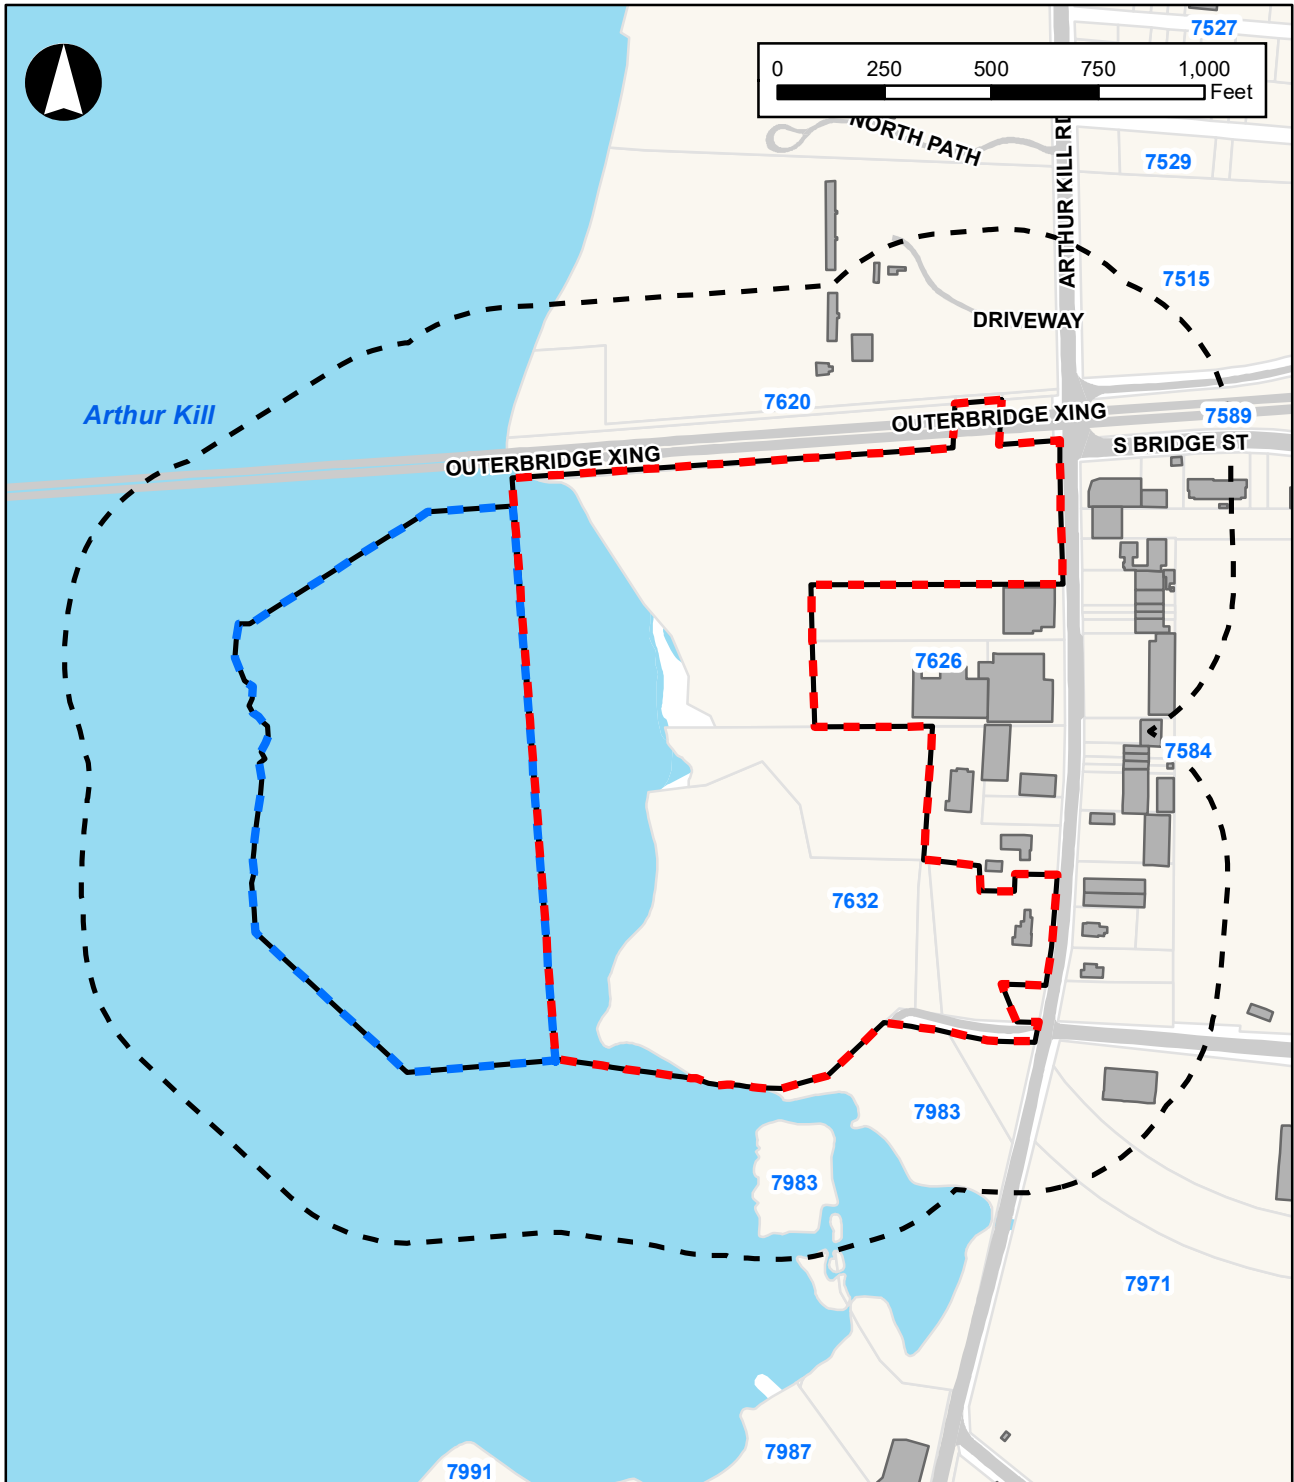 7527
0 250 500 750 1,000
Feet
NORTH PATH
7529
ARTHUR KILL RD
7515
DRIVEWAY
Arthur Kill
7620
OUTERBRIDGE XING
7589
S BRIDGE ST
OUTERBRIDGE XING
7626
7584
7632
7983
7983
7971
7987
7991